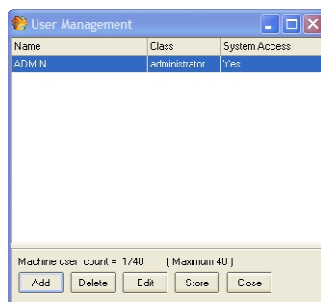 User Management
Name Class System Access
ADMIN administrator Yes
Machine user count = 1/40 [ Maximum 40 ]
Add Delete Edit Store Close